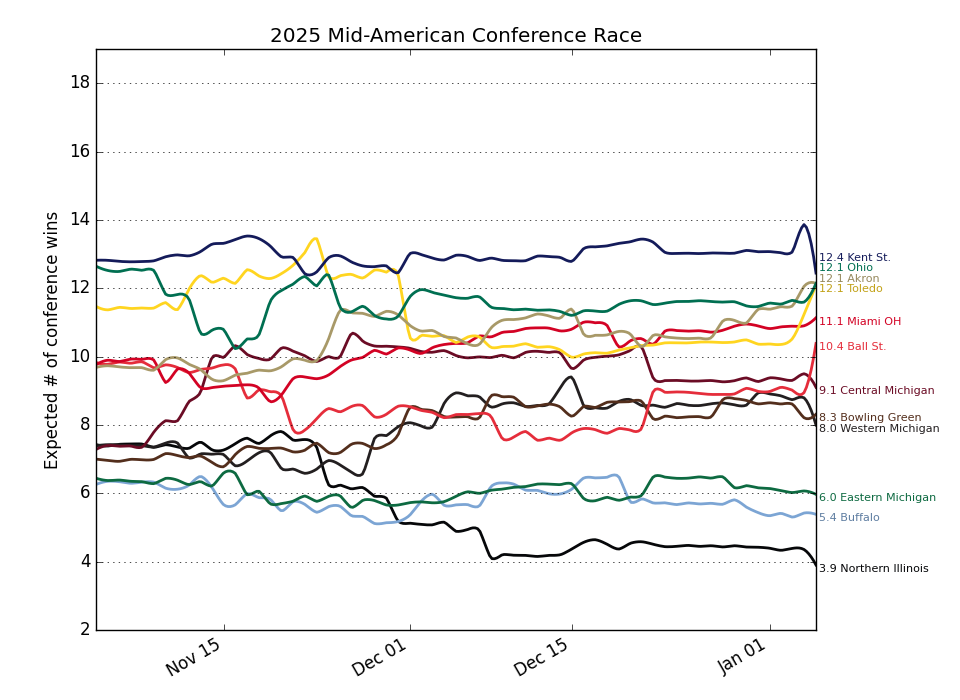 2025 Mid-American Conference Race
Expected # of conference wins
18
16
14
12
10
8
6
4
2
Nov 15
Dec 01
Dec 15
Jan 01
12.4 Kent St.
12.1 Ohio
12.1 Akron
12.1 Toledo
11.1 Miami OH
10.4 Ball St.
9.1 Central Michigan
8.3 Bowling Green
8.0 Western Michigan
6.0 Eastern Michigan
5.4 Buffalo
3.9 Northern Illinois